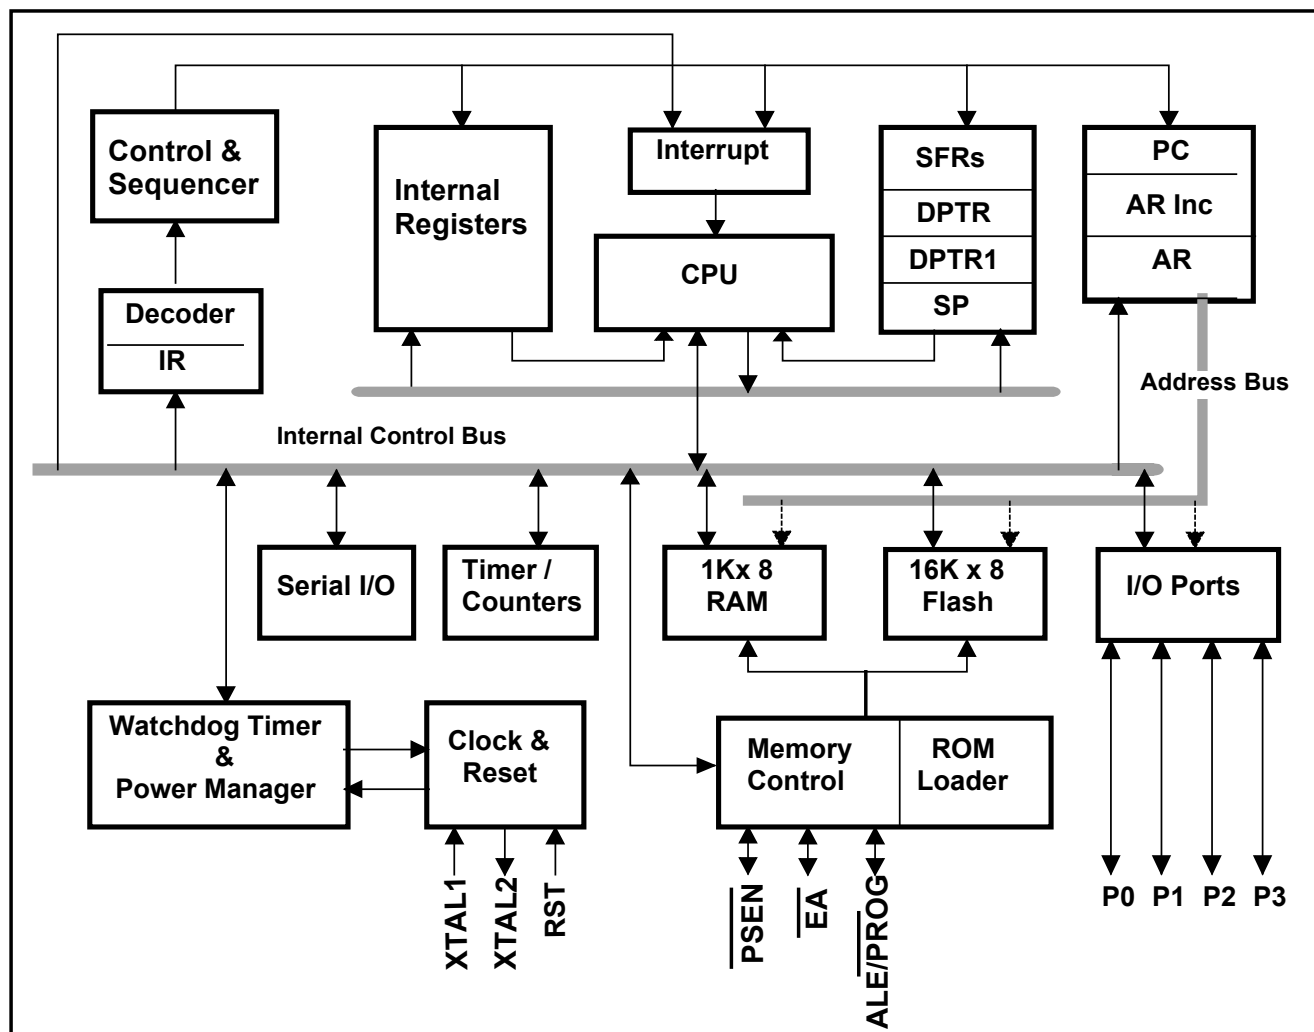 Control &
Sequencer
Internal
Registers
Interrupt
SFRs
DPTR
DPTR1
SP
PC
AR Inc
AR
CPU
Decoder
IR
Address Bus
Internal Control Bus
Serial I/O
Timer /
Counters
1Kx 8
RAM
16K x 8
Flash
I/O Ports
Watchdog Timer
&
Power Manager
Clock &
Reset
Memory
Control
ROM
Loader
XTAL1
XTAL2
RST
PSEN
EA
ALE/PROG
P0
P1
P2
P3